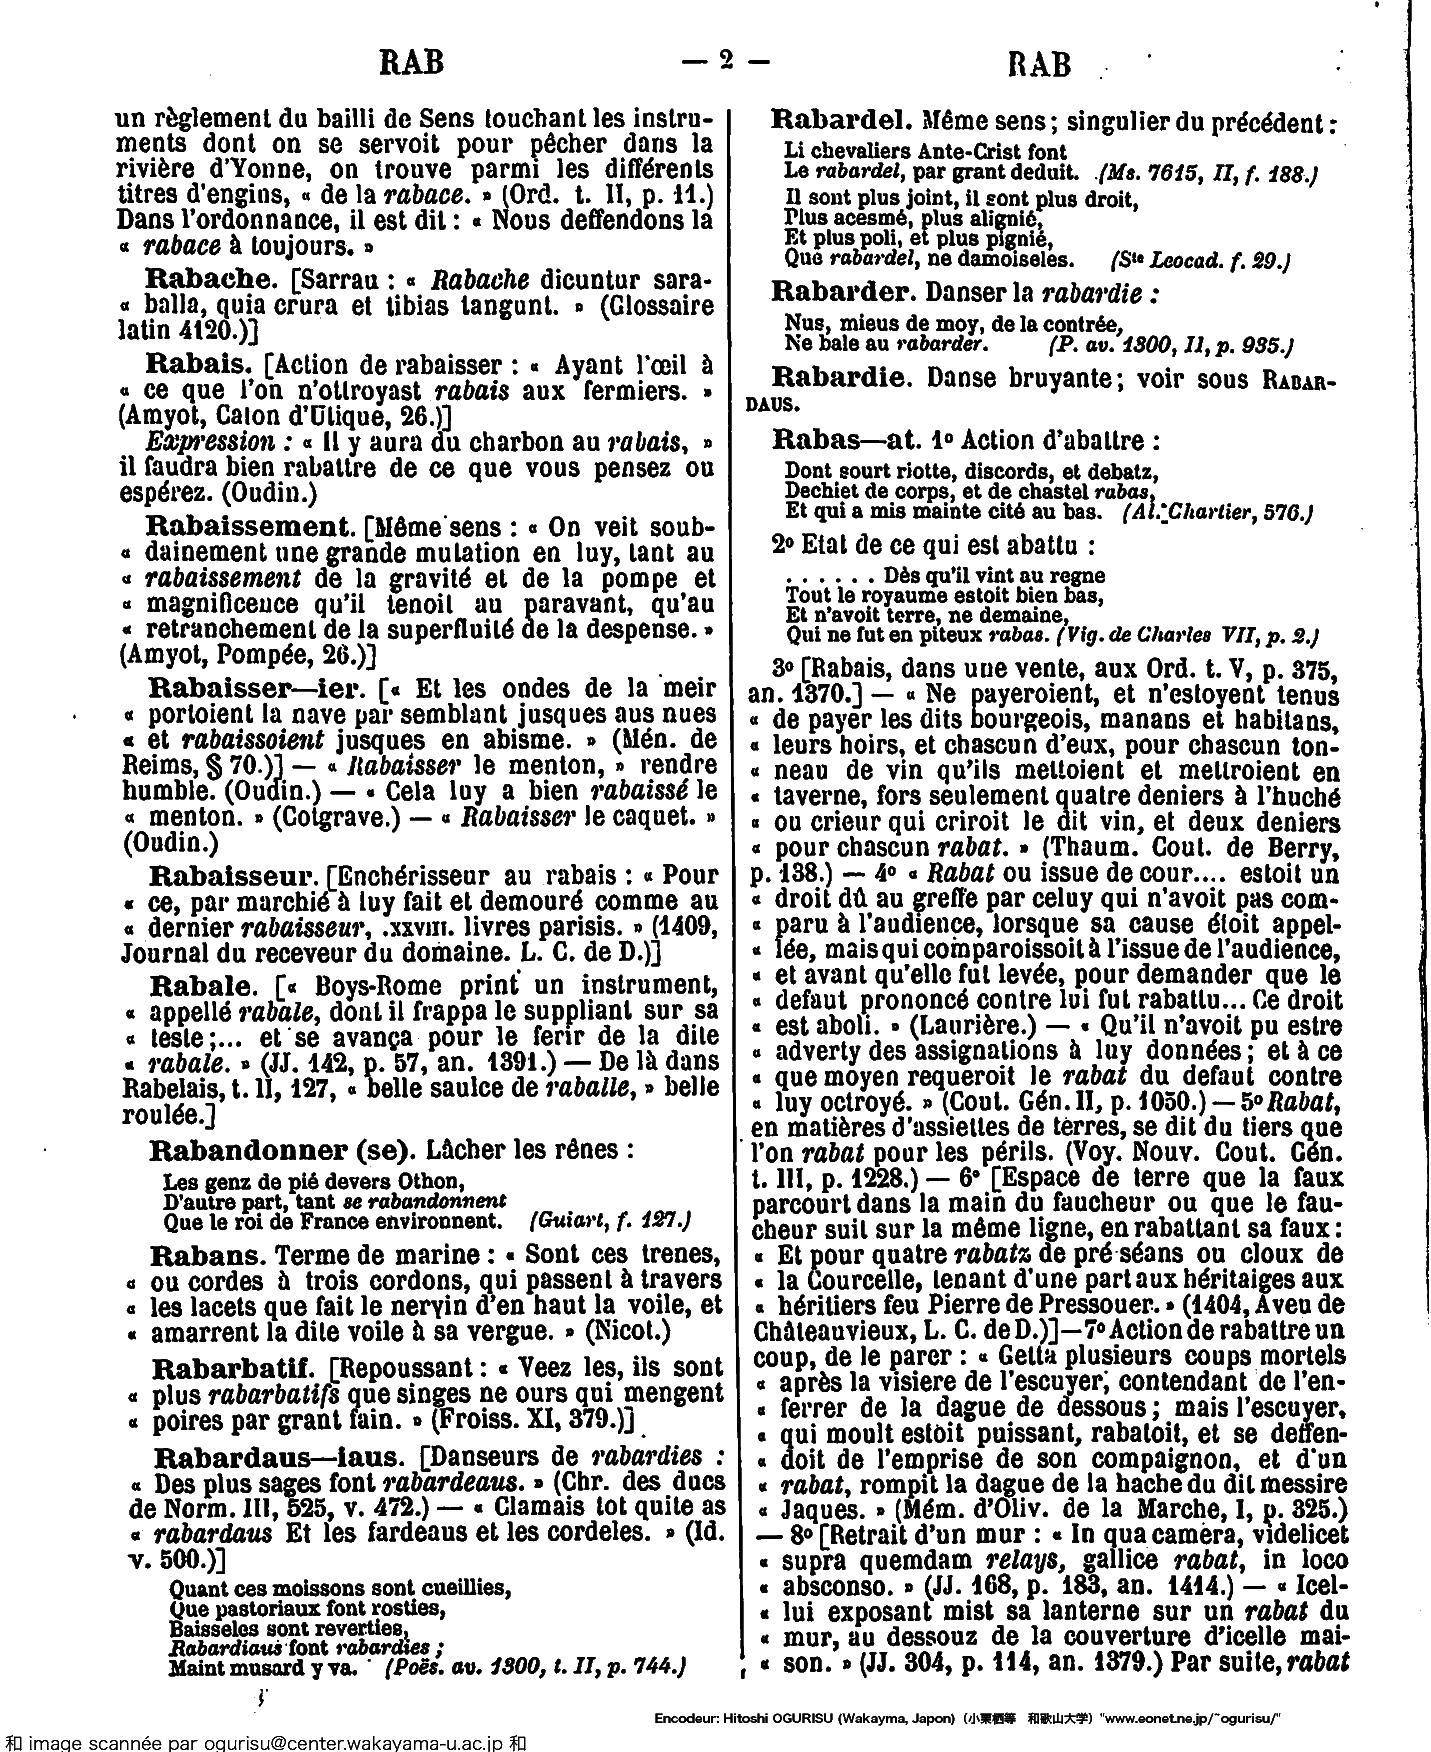 RAB — 2 — RAB
un règlement du bailli de Sens touchant les instru-
ments dont on se servoit pour pêcher dans la
rivière d'Yonne, on trouve parmi les différents
titres d'engins, « de la rabace. » (Ord. t. II, p. 11.)
Dans l'ordonnance, il est dit : « Nous deffendons la
« rabace à toujours. »
Rabache. [Sarrau : « Rabache dicuntur sara-
« balla, quia crura et tibias tangunt. » (Glossaire
latin 4120.)]
Rabais. [Action de rabaisser : « Ayant l'œil à
« ce que l'on n'ottroyast rabais aux fermiers. »
(Amyot, Caton d'Utique, 26.)]
Expression : « Il y aura du charbon au rabais, »
il faudra bien rabattre de ce que vous pensez ou
espérez. (Oudin.)
Rabaissement. [Même sens : « On veit soub-
« dainement une grande mutation en luy, tant au
« rabaissement de la gravité et de la pompe et
« magnificence qu'il tenoit au paravant, qu'au
« retranchement de la superfluité de la despense. »
(Amyot, Pompée, 26.)]
Rabaisser—ier. [« Et les ondes de la meir
« portoient la nave par semblant jusques aus nues
« et rabaissoient jusques en abisme. » (Mén. de
Reims, § 70.)] — « Rabaisser le menton, » rendre
humble. (Oudin.) — « Cela luy a bien rabaissé le
« menton. » (Cotgrave.) — « Rabaisser le caquet. »
(Oudin.)
Rabaisseur. [Enchérisseur au rabais : « Pour
« ce, par marchié à luy fait et demouré comme au
« dernier rabaisseur, .xxviii. livres parisis. » (1409,
Journal du receveur du domaine. L. C. de D.)]
Rabale. [« Boys-Rome print un instrument,
« appellé rabale, dont il frappa le suppliant sur sa
« teste ;... et se avança pour le ferir de la dite
« rabale. » (JJ. 142, p. 57, an. 1391.) — De là dans
Rabelais, t. II, 127, « belle saulce de raballe, » belle
roulée.]
Rabandonner (se). Lâcher les rênes :
Les genz de pié devers Othon,
D'autre part, tant se rabandonnent
Que le roi de France environnent. (Guiart, f. 127.)
Rabans. Terme de marine : « Sont ces trenes,
« ou cordes à trois cordons, qui passent à travers
« les lacets que fait le neryin d'en haut la voile, et
« amarrent la dite voile à sa vergue. » (Nicot.)
Rabarbatif. [Repoussant : « Veez les, ils sont
« plus rabarbatifs que singes ne ours qui mengent
« poires par grant fain. » (Froiss. XI, 379.)]
Rabardaus—iaus. [Danseurs de rabardies :
« Des plus sages font rabardeaus. » (Chr. des ducs
de Norm. III, 525, v. 472.) — « Clamais tot quite as
« rabardaus Et les fardeaus et les cordeles. » (Id.
v. 500.)]
Quant ces moissons sont cueillies,
Que pastoriaux font rosties,
Baisseles sont reverties,
Rabardiaus font rabardies ;
Maint musard y va. (Poës. av. 1300, t. II, p. 744.)
Rabardel. Même sens ; singulier du précédent :
Li chevaliers Ante-Crist font
Le rabardel, par grant deduit. (Ms. 7615, II, f. 188.)
Il sont plus joint, il sont plus droit,
Plus acesmé, plus alignié,
Et plus poli, et plus pignié,
Que rabardel, ne damoiseles. (Ste Leocad. f. 29.)
Rabarder. Danser la rabardie :
Nus, mieus de moy, de la contrée,
Ne bale au rabarder. (P. av. 1300, II, p. 935.)
Rabardie. Danse bruyante ; voir sous RABAR-
DAUS.
Rabas—at. 1º Action d'abattre :
Dont sourt riotte, discords, et debatz,
Dechiet de corps, et de chastel rabas,
Et qui a mis mainte cité au bas. (Al. Chartier, 576.)
2º Etat de ce qui est abattu :
. . . . . . Dès qu'il vint au regne
Tout le royaume estoit bien bas,
Et n'avoit terre, ne demaine,
Qui ne fut en piteux rabas. (Vig. de Charles VII, p. 2.)
3º [Rabais, dans une vente, aux Ord. t. V, p. 375,
an. 1370.] — « Ne payeroient, et n'estoyent tenus
« de payer les dits bourgeois, manans et habitans,
« leurs hoirs, et chascun d'eux, pour chascun ton-
« neau de vin qu'ils mettoient et mettroient en
« taverne, fors seulement quatre deniers à l'huché
« ou crieur qui criroit le dit vin, et deux deniers
« pour chascun rabat. » (Thaum. Cout. de Berry,
p. 138.) — 4º « Rabat ou issue de cour.... estoit un
« droit dû au greffe par celuy qui n'avoit pas com-
« paru à l'audience, lorsque sa cause étoit appel-
« lée, mais qui comparoissoit à l'issue de l'audience,
« et avant qu'elle fut levée, pour demander que le
« defaut prononcé contre lui fut rabattu... Ce droit
« est aboli. » (Laurière.) — « Qu'il n'avoit pu estre
« adverty des assignations à luy données ; et à ce
« que moyen requeroit le rabat du defaut contre
« luy octroyé. » (Cout. Gén. II, p. 1050.) — 5º Rabat,
en matières d'assiettes de terres, se dit du tiers que
l'on rabat pour les périls. (Voy. Nouv. Cout. Gén.
t. III, p. 1228.) — 6º [Espace de terre que la faux
parcourt dans la main du faucheur ou que le fau-
cheur suit sur la même ligne, en rabattant sa faux :
« Et pour quatre rabatz de pré séans ou cloux de
« la Courcelle, tenant d'une part aux héritaiges aux
« héritiers feu Pierre de Pressouer. » (1404, Aveu de
Châteauvieux, L. C. de D.)] — 7º Action de rabattre un
coup, de le parer : « Getta plusieurs coups mortels
« après la visiere de l'escuyer, contendant de l'en-
« ferrer de la dague de dessous ; mais l'escuyer,
« qui moult estoit puissant, rabatoit, et se deffen-
« doit de l'emprise de son compaignon, et d'un
« rabat, rompit la dague de la hache du dit messire
« Jaques. » (Mém. d'Oliv. de la Marche, I, p. 325.)
— 8º [Retrait d'un mur : « In qua camera, videlicet
« supra quemdam relays, gallice rabat, in loco
« absconso. » (JJ. 168, p. 183, an. 1414.) — « Icel-
« lui exposant mist sa lanterne sur un rabat du
« mur, au dessouz de la couverture d'icelle mai-
« son. » (JJ. 304, p. 114, an. 1379.) Par suite, rabat
Encodeur: Hitoshi OGURISU (Wakayma, Japon) (小栗栖等 和歌山大学) "www.eonet.ne.jp/~ogurisu/"
和 image scannée par ogurisu@center.wakayama-u.ac.jp 和